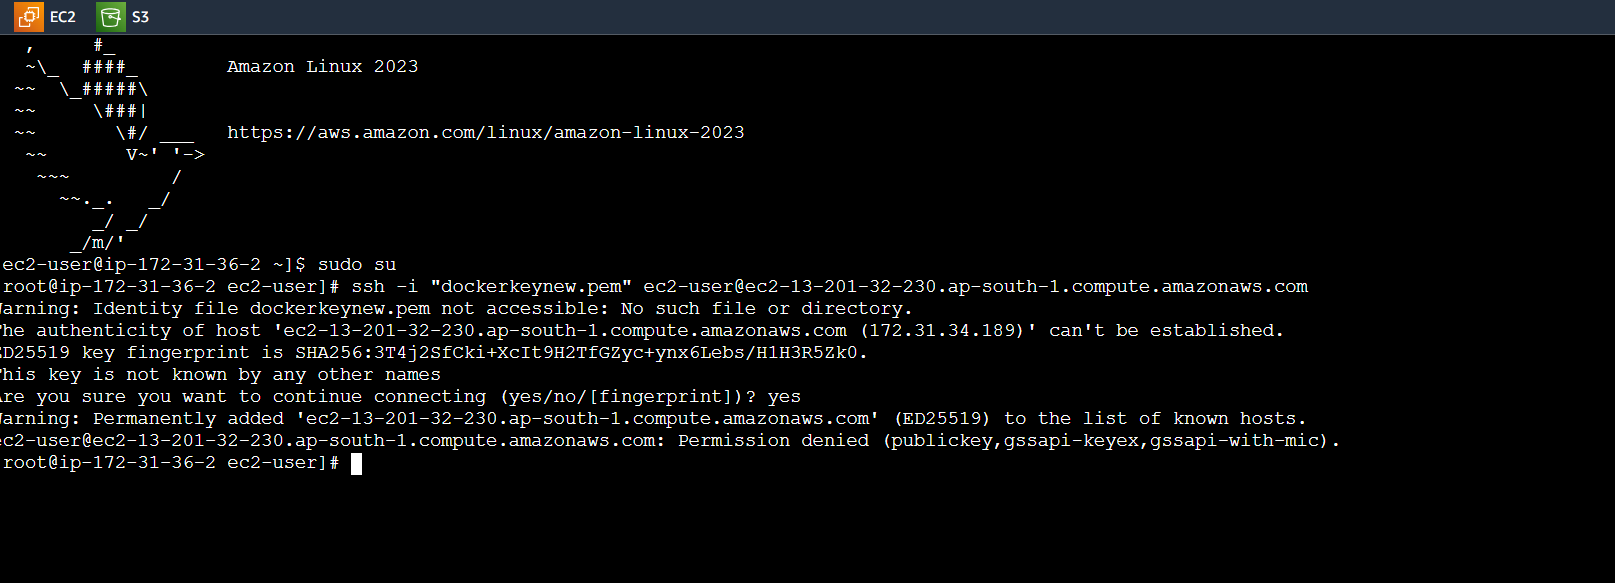 EC2 S3
, #_
~\_ ####_ Amazon Linux 2023
~~ \_#####\
~~ \###|
~~ \#/ ___ https://aws.amazon.com/linux/amazon-linux-2023
~~ V~' '->
~~~ /
~~._. _/
_/ _/
_/m/'
ec2-user@ip-172-31-36-2 ~]$ sudo su
root@ip-172-31-36-2 ec2-user]# ssh -i "dockerkeynew.pem" ec2-user@ec2-13-201-32-230.ap-south-1.compute.amazonaws.com
arning: Identity file dockerkeynew.pem not accessible: No such file or directory.
he authenticity of host 'ec2-13-201-32-230.ap-south-1.compute.amazonaws.com (172.31.34.189)' can't be established.
ED25519 key fingerprint is SHA256:3T4j2SfCki+XcIt9H2TfGZyc+ynx6Lebs/H1H3R5Zk0.
his key is not known by any other names
re you sure you want to continue connecting (yes/no/[fingerprint])? yes
arning: Permanently added 'ec2-13-201-32-230.ap-south-1.compute.amazonaws.com' (ED25519) to the list of known hosts.
ec2-user@ec2-13-201-32-230.ap-south-1.compute.amazonaws.com: Permission denied (publickey,gssapi-keyex,gssapi-with-mic).
root@ip-172-31-36-2 ec2-user]#